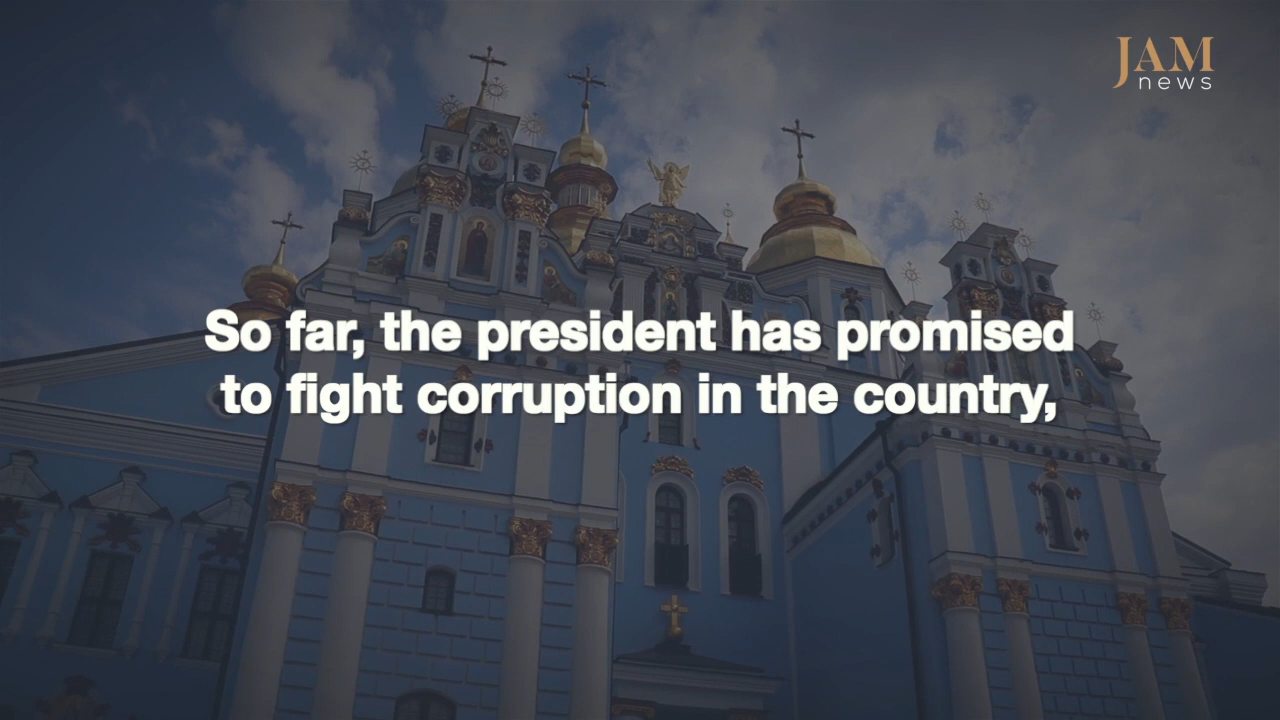 JAM
news
So far, the president has promised
to fight corruption in the country,